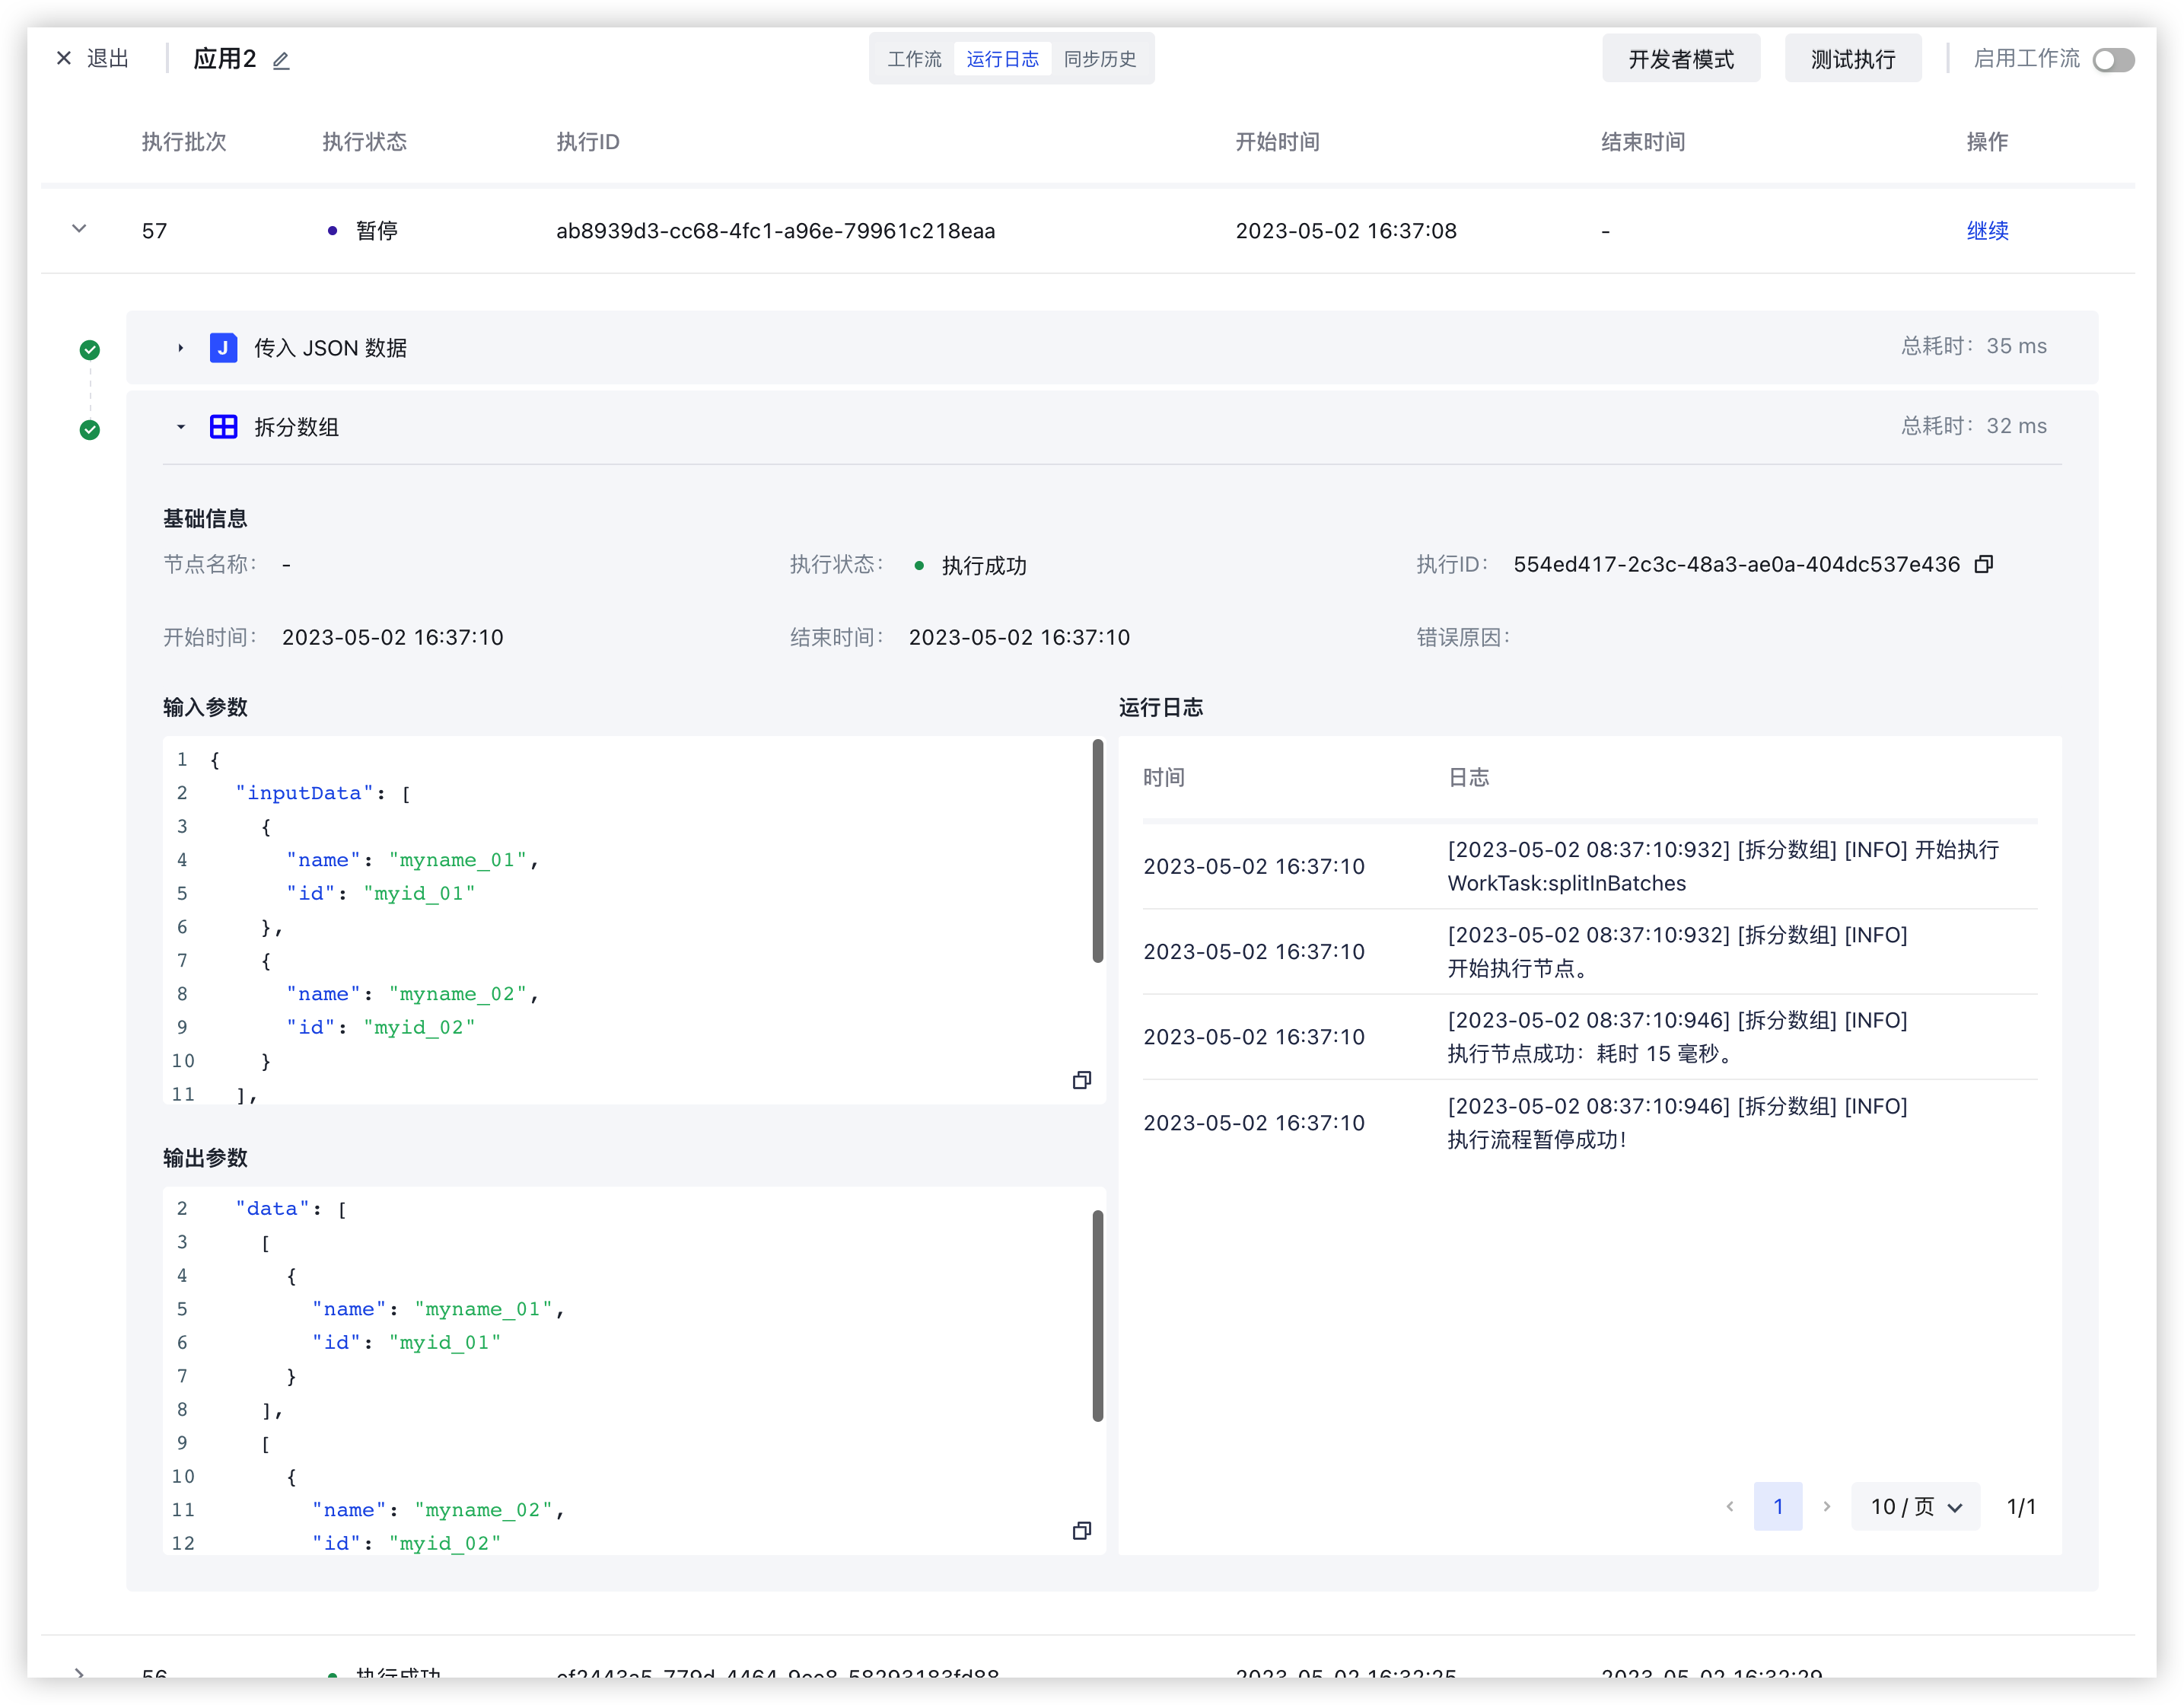 退出
应用2
工作流 运行日志 同步历史
开发者模式 测试执行 启用工作流
执行批次 执行状态 执行ID 开始时间 结束时间 操作
57 暂停 ab8939d3-cc68-4fc1-a96e-79961c218eaa 2023-05-02 16:37:08 - 继续
J 传入 JSON 数据 总耗时：35 ms
拆分数组 总耗时：32 ms
基础信息
节点名称： - 执行状态： 执行成功 执行ID： 554ed417-2c3c-48a3-ae0a-404dc537e436
开始时间： 2023-05-02 16:37:10 结束时间： 2023-05-02 16:37:10 错误原因：
输入参数
1 {
2 "inputData": [
3 {
4 "name": "myname_01",
5 "id": "myid_01"
6 },
7 {
8 "name": "myname_02",
9 "id": "myid_02"
10 }
11 ],
输出参数
2 "data": [
3 [
4 {
5 "name": "myname_01",
6 "id": "myid_01"
7 }
8 ],
9 [
10 {
11 "name": "myname_02",
12 "id": "myid_02"
运行日志
时间 日志
2023-05-02 16:37:10 [2023-05-02 08:37:10:932] [拆分数组] [INFO] 开始执行
WorkTask:splitInBatches
2023-05-02 16:37:10 [2023-05-02 08:37:10:932] [拆分数组] [INFO]
开始执行节点。
2023-05-02 16:37:10 [2023-05-02 08:37:10:946] [拆分数组] [INFO]
执行节点成功：耗时 15 毫秒。
2023-05-02 16:37:10 [2023-05-02 08:37:10:946] [拆分数组] [INFO]
执行流程暂停成功！
1 10 / 页 1/1
56 执行成功 2023-05-02 16:32:25 2023-05-02 16:32:29